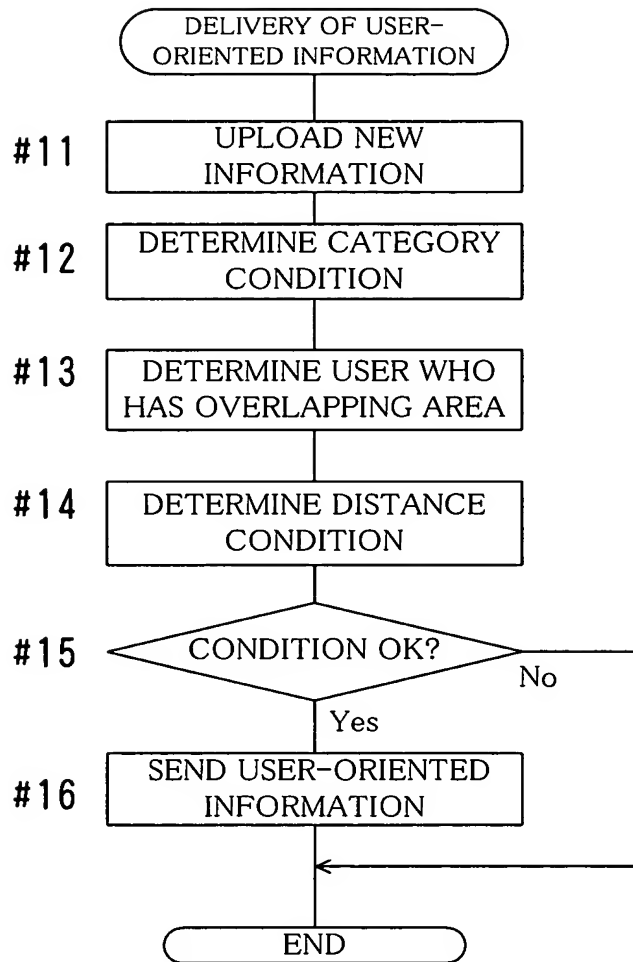 DELIVERY OF USER-
ORIENTED INFORMATION
#11
UPLOAD NEW
INFORMATION
#12
DETERMINE CATEGORY
CONDITION
#13
DETERMINE USER WHO
HAS OVERLAPPING AREA
#14
DETERMINE DISTANCE
CONDITION
#15
CONDITION OK?
No
Yes
#16
SEND USER-ORIENTED
INFORMATION
END